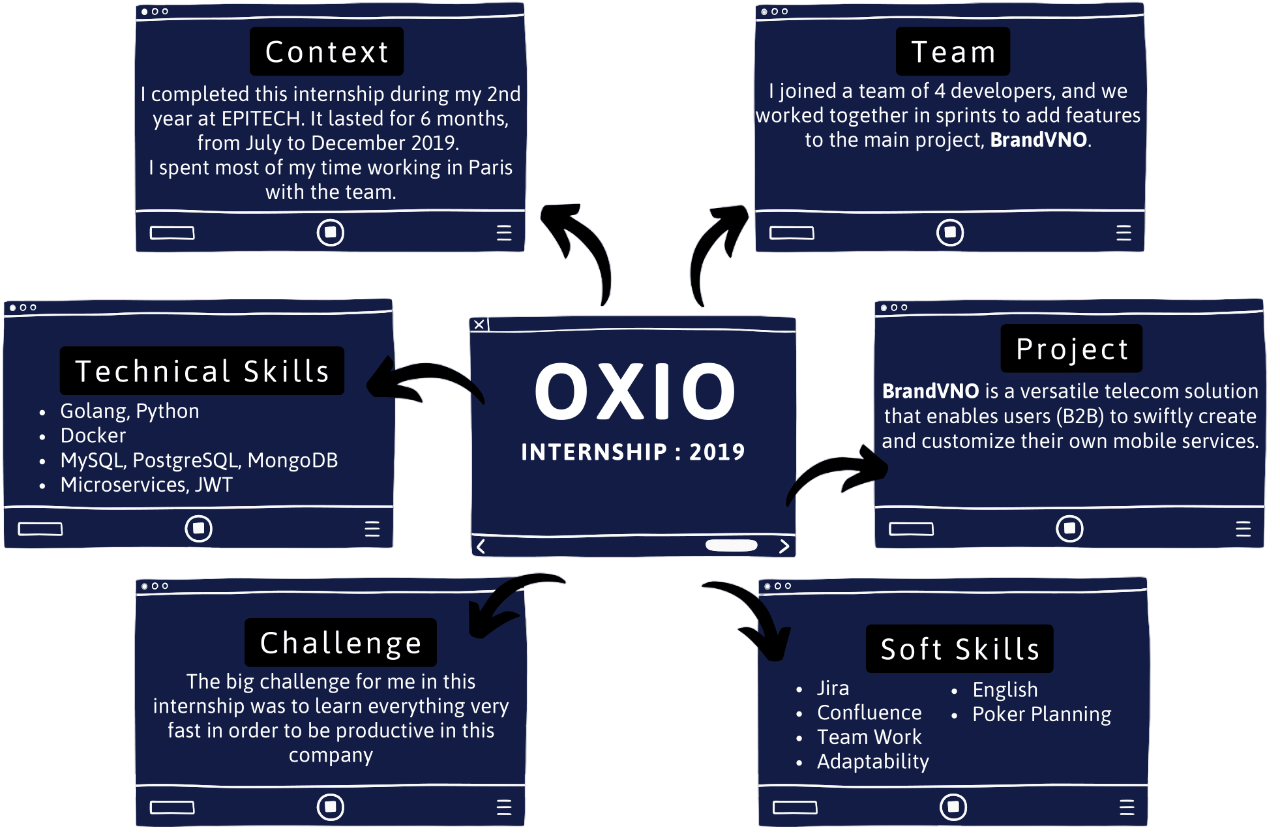 Context
I completed this internship during my 2nd
year at EPITECH. It lasted for 6 months,
from July to December 2019.
I spent most of my time working in Paris
with the team.
Team
I joined a team of 4 developers, and we
worked together in sprints to add features
to the main project, BrandVNO.
Technical Skills
• Golang, Python
• Docker
• MySQL, PostgreSQL, MongoDB
• Microservices, JWT
OXIO
INTERNSHIP : 2019
Project
BrandVNO is a versatile telecom solution
that enables users (B2B) to swiftly create
and customize their own mobile services.
Challenge
The big challenge for me in this
internship was to learn everything very
fast in order to be productive in this
company
Soft Skills
• Jira
• Confluence
• Team Work
• Adaptability
• English
• Poker Planning